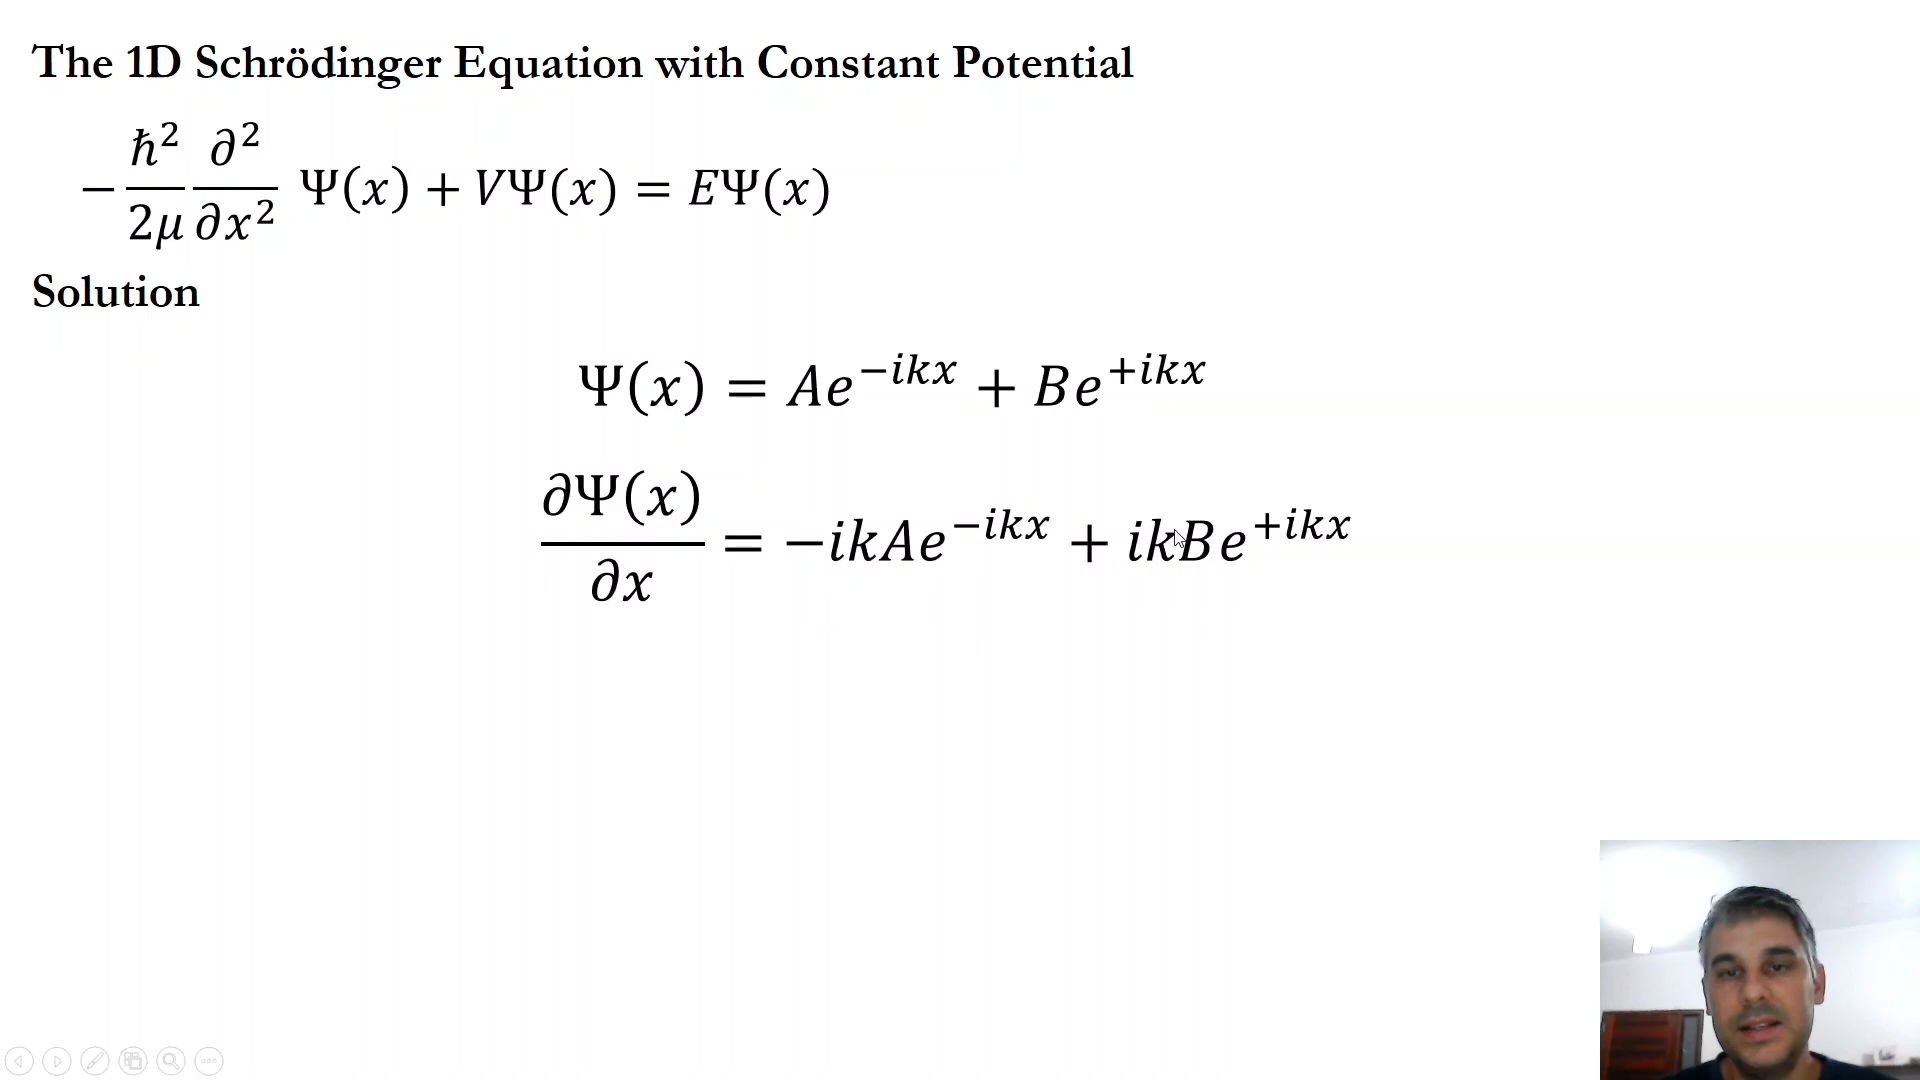 The 1D Schrödinger Equation with Constant Potential
−ħ²/2μ ∂²/∂x² Ψ(x) + VΨ(x) = EΨ(x)
Solution
Ψ(x) = Ae^{−ikx} + Be^{+ikx}
∂Ψ(x)/∂x = −ikAe^{−ikx} + ikBe^{+ikx}